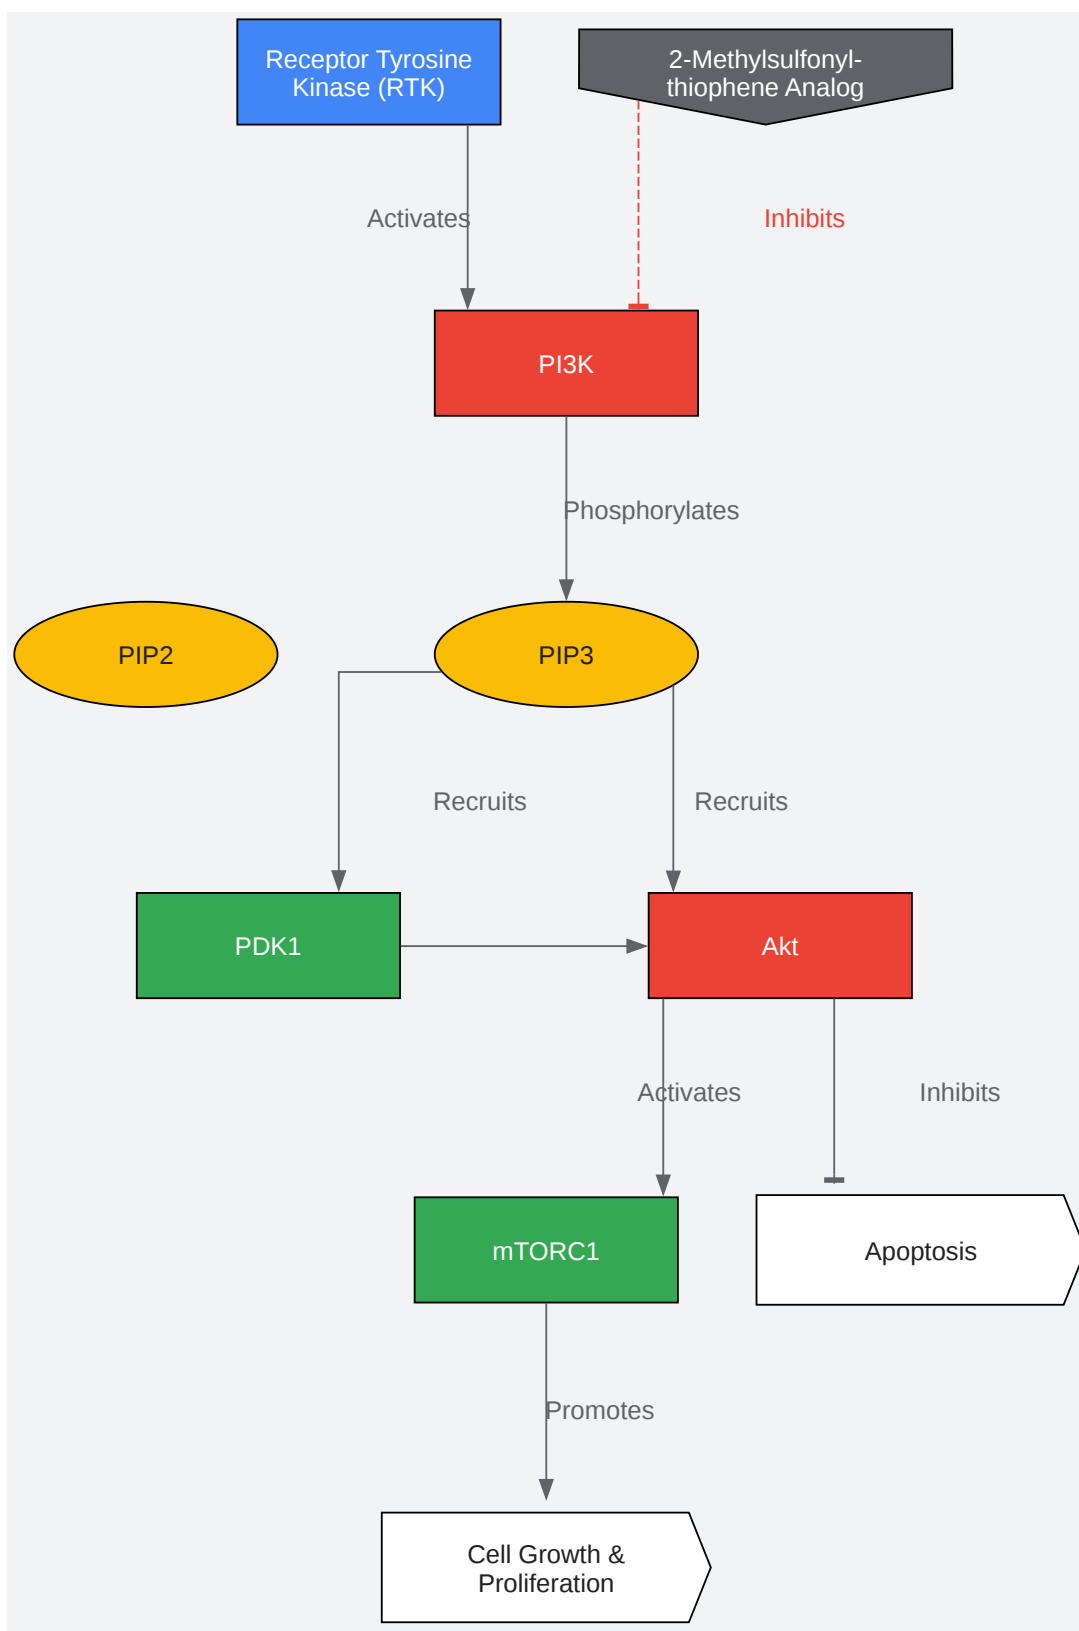 Receptor Tyrosine
Kinase (RTK)
2-Methylsulfonyl-
thiophene Analog
Activates
Inhibits
PI3K
Phosphorylates
PIP2
PIP3
Recruits
Recruits
PDK1
Akt
Activates
Inhibits
mTORC1
Apoptosis
Promotes
Cell Growth &
Proliferation